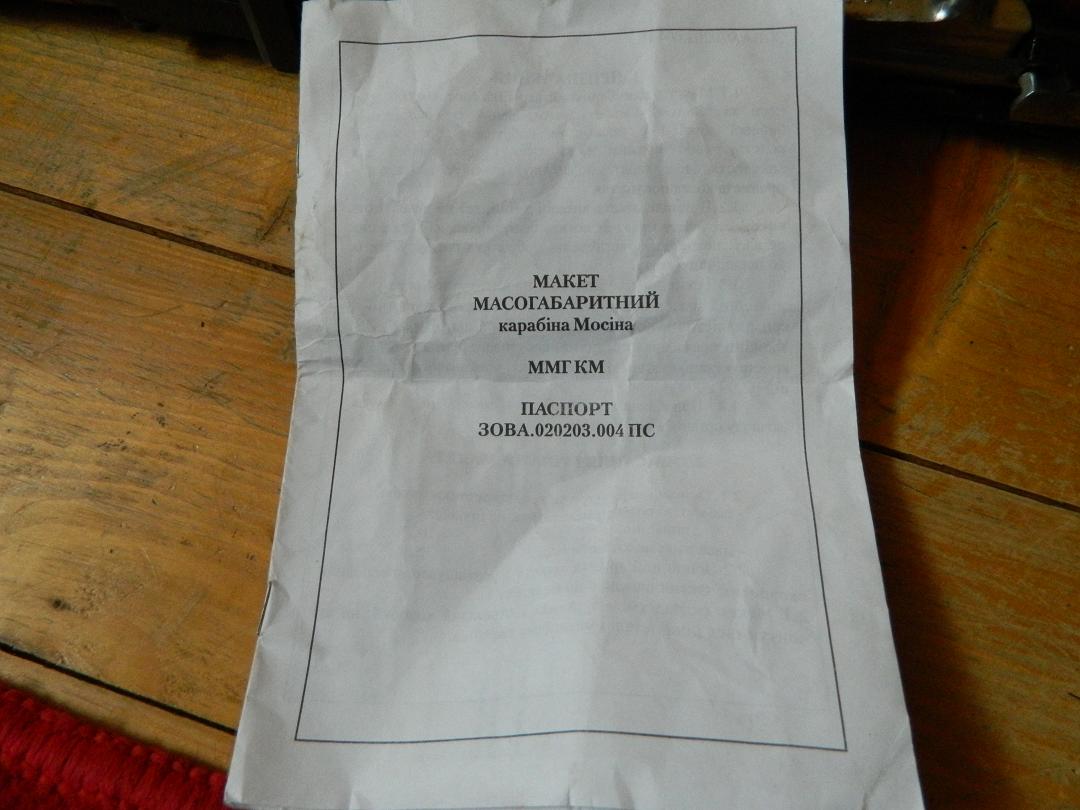 МАКЕТ
МАСОГАБАРИТНИЙ
карабіна Мосіна
ММГ КМ
ПАСПОРТ
ЗОВА.020203.004 ПС